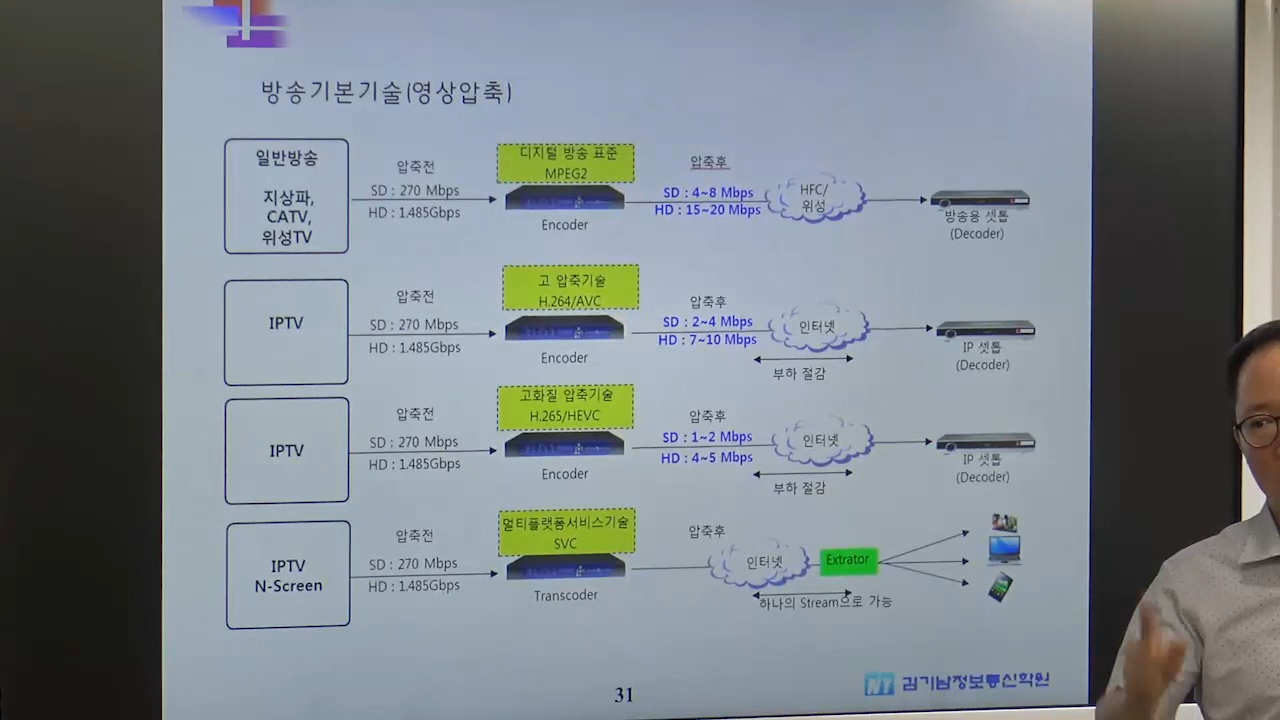 방송기본기술(영상압축)
일반방송
지상파,
CATV,
위성TV
압축전
SD : 270 Mbps
HD : 1.485Gbps
디지털 방송 표준
MPEG2
Encoder
압축후
SD : 4~8 Mbps
HD : 15~20 Mbps
HFC/
위성
방송용 셋톱
(Decoder)
IPTV
압축전
SD : 270 Mbps
HD : 1.485Gbps
고 압축기술
H.264/AVC
Encoder
압축후
SD : 2~4 Mbps
HD : 7~10 Mbps
인터넷
부하 절감
IP 셋톱
(Decoder)
IPTV
압축전
SD : 270 Mbps
HD : 1.485Gbps
고화질 압축기술
H.265/HEVC
Encoder
압축후
SD : 1~2 Mbps
HD : 4~5 Mbps
인터넷
부하 절감
IP 셋톱
(Decoder)
IPTV
N-Screen
압축전
SD : 270 Mbps
HD : 1.485Gbps
멀티플랫폼서비스기술
SVC
Transcoder
압축후
인터넷
Extrator
하나의 Stream으로 가능
31
NT 김기남정보통신학원